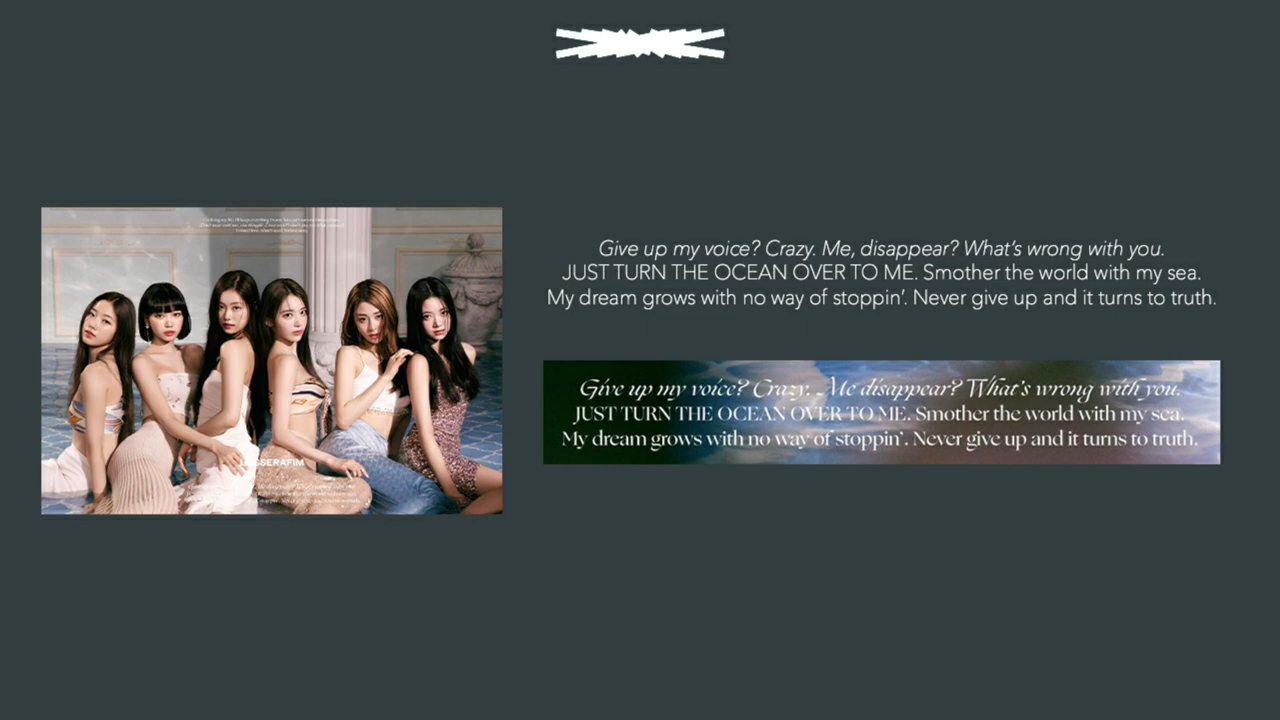 LE SSERAFIM
Give up my voice? Crazy. Me, disappear? What's wrong with you.
JUST TURN THE OCEAN OVER TO ME. Smother the world with my sea.
My dream grows with no way of stoppin'. Never give up and it turns to truth.
Give up my voice? Crazy. Me disappear? What's wrong with you.
JUST TURN THE OCEAN OVER TO ME. Smother the world with my sea.
My dream grows with no way of stoppin'. Never give up and it turns to truth.